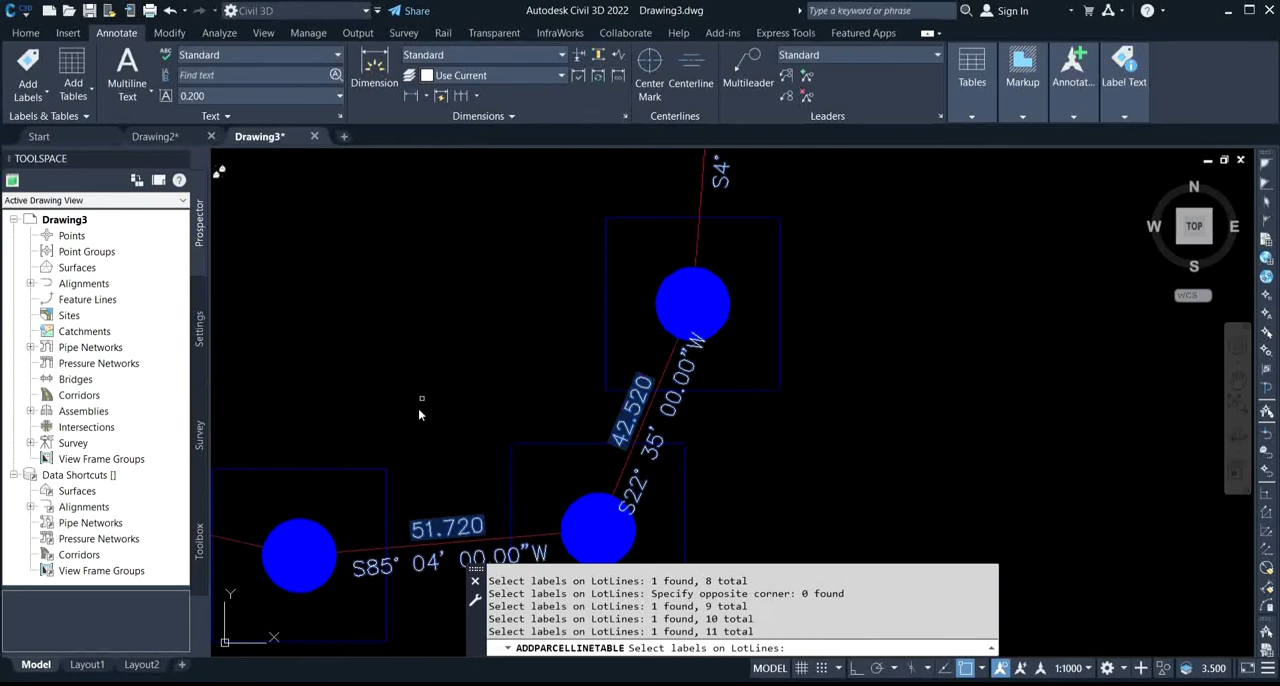 C3D
Civil 3D
Share
Autodesk Civil 3D 2022 Drawing3.dwg
Type a keyword or phrase
Sign In
Home Insert Annotate Modify Analyze View Manage Output Survey Rail Transparent InfraWorks Collaborate Help Add-ins Express Tools Featured Apps
Add Labels
Add Tables
Labels & Tables
Multiline Text
ABC Standard
Find text
0.200
Text
Dimension
Standard
Use Current
Dimensions
Center Mark
Centerline
Centerlines
Multileader
Standard
Leaders
Tables
Markup
Annotat...
Label Text
Start Drawing2* Drawing3*
TOOLSPACE
Active Drawing View
Drawing3
Points
Point Groups
Surfaces
Alignments
Feature Lines
Sites
Catchments
Pipe Networks
Pressure Networks
Bridges
Corridors
Assemblies
Intersections
Survey
View Frame Groups
Data Shortcuts []
Surfaces
Alignments
Pipe Networks
Pressure Networks
Corridors
View Frame Groups
Prospector
Settings
Survey
Toolbox
S4°
42.520
S22° 35' 00.00"W
51.720
S85° 04' 00.00"W
N
W TOP E
S
WCS
Y
X
Select labels on LotLines: 1 found, 8 total
Select labels on LotLines: Specify opposite corner: 0 found
Select labels on LotLines: 1 found, 9 total
Select labels on LotLines: 1 found, 10 total
Select labels on LotLines: 1 found, 11 total
ADDPARCELLINETABLE Select labels on LotLines:
Model Layout1 Layout2
MODEL 1:1000 3.500